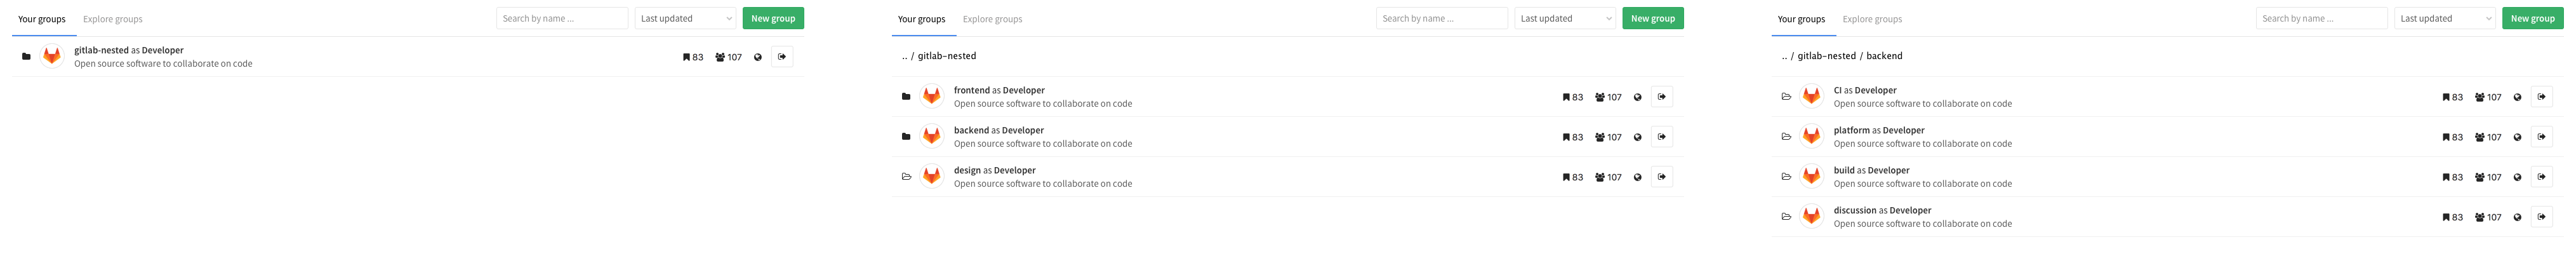 Your groups Explore groups Search by name ... Last updated New group
gitlab-nested as Developer
Open source software to collaborate on code
83 107
Your groups Explore groups Search by name ... Last updated New group
.. / gitlab-nested
frontend as Developer
Open source software to collaborate on code
83 107
backend as Developer
Open source software to collaborate on code
83 107
design as Developer
Open source software to collaborate on code
83 107
Your groups Explore groups Search by name ... Last updated New group
.. / gitlab-nested / backend
CI as Developer
Open source software to collaborate on code
83 107
platform as Developer
Open source software to collaborate on code
83 107
build as Developer
Open source software to collaborate on code
83 107
discussion as Developer
Open source software to collaborate on code
83 107